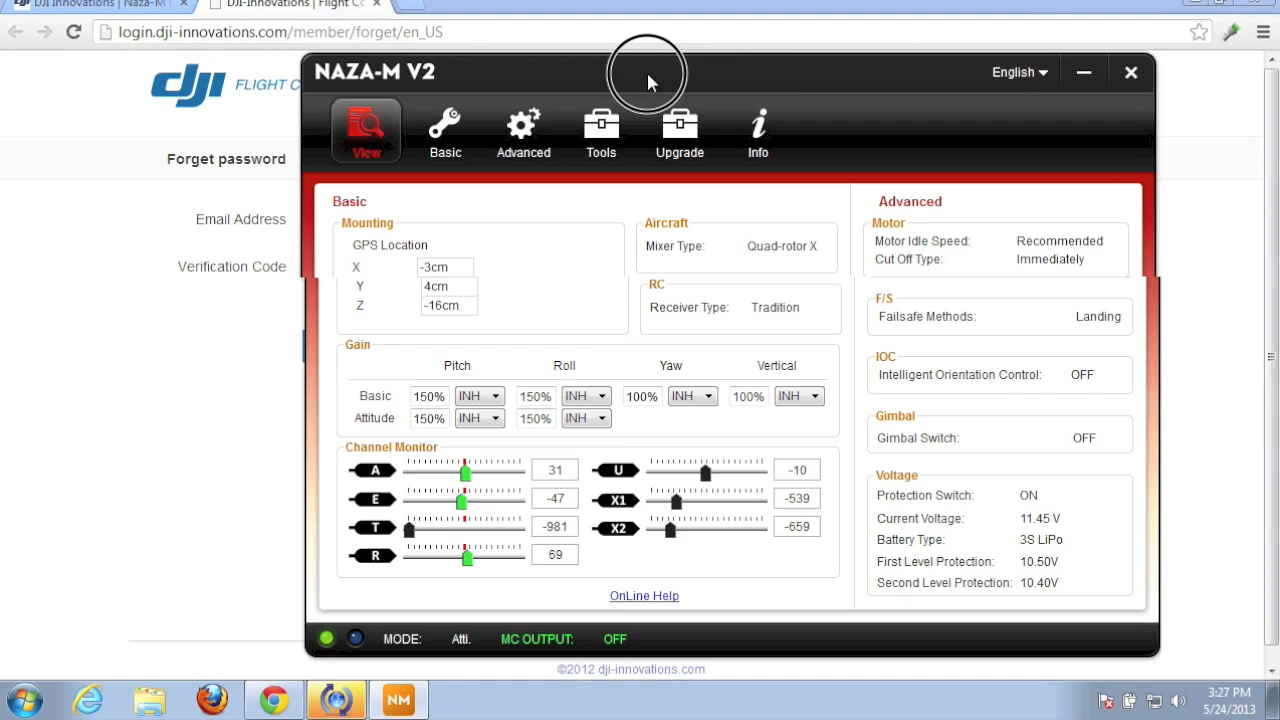 DJI Innovations | Naza-M
DJI-Innovations | Flight Co
login.dji-innovations.com/member/forget/en_US
dji FLIGHT C
NAZA-M V2
English
View
Basic
Advanced
Tools
Upgrade
Info
Forget password
Email Address
Verification Code
Basic
Mounting
GPS Location
X -3cm
Y 4cm
Z -16cm
Aircraft
Mixer Type: Quad-rotor X
RC
Receiver Type: Tradition
Gain
Pitch Roll Yaw Vertical
Basic 150% INH 150% INH 100% INH 100% INH
Attitude 150% INH 150% INH
Channel Monitor
A 31 U -10
E -47 X1 -539
T -981 X2 -659
R 69
OnLine Help
Advanced
Motor
Motor Idle Speed: Recommended
Cut Off Type: Immediately
F/S
Failsafe Methods: Landing
IOC
Intelligent Orientation Control: OFF
Gimbal
Gimbal Switch: OFF
Voltage
Protection Switch: ON
Current Voltage: 11.45 V
Battery Type: 3S LiPo
First Level Protection: 10.50V
Second Level Protection: 10.40V
MODE: Atti. MC OUTPUT: OFF
©2012 dji-innovations.com
NM
3:27 PM
5/24/2013